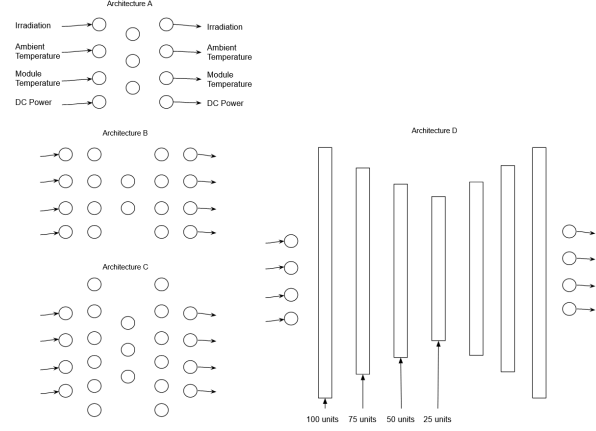 Architecture A
Irradiation
Irradiation
Ambient
Temperature
Ambient
Temperature
Module
Temperature
Module
Temperature
DC Power
DC Power
Architecture B
Architecture C
Architecture D
100 units
75 units
50 units
25 units